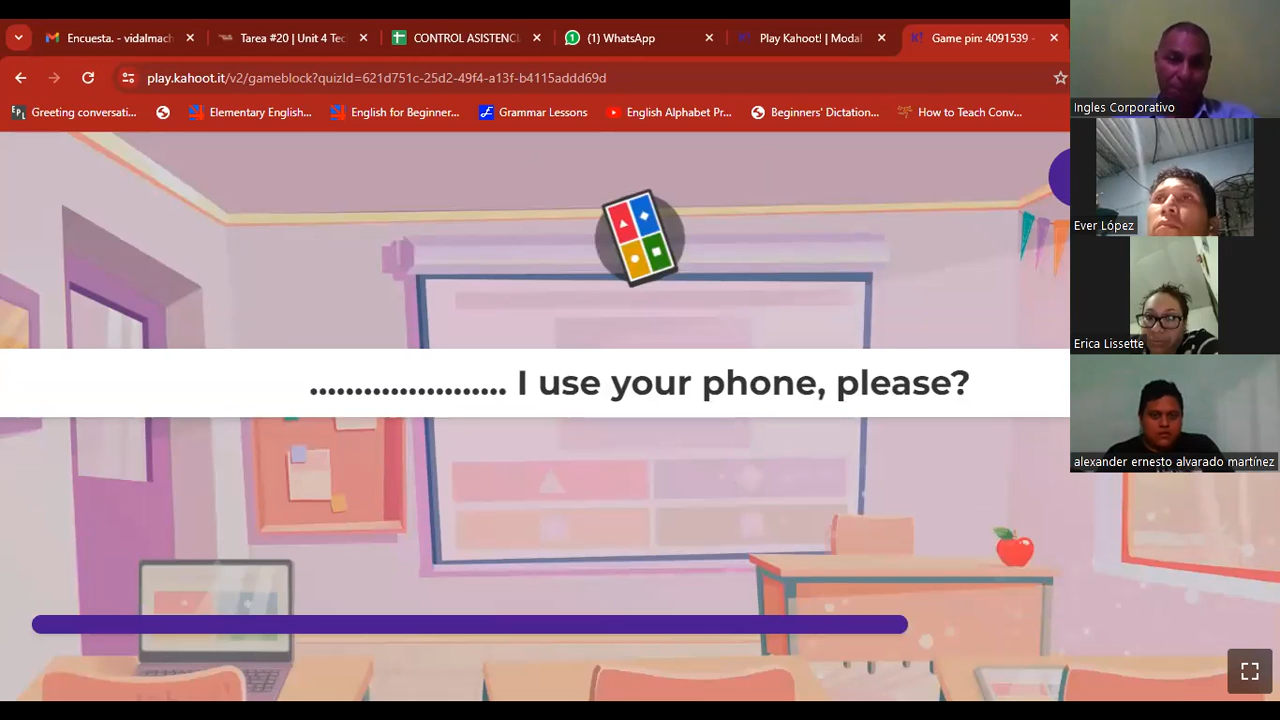 Encuesta. - vidalmach
Tarea #20 | Unit 4 Tec
CONTROL ASISTENCI
(1) WhatsApp
Play Kahoot! | Modal
Game pin: 4091539 -
play.kahoot.it/v2/gameblock?quizId=621d751c-25d2-49f4-a13f-b4115addd69d
Greeting conversati...
Elementary English...
English for Beginner...
Grammar Lessons
English Alphabet Pr...
Beginners' Dictation...
How to Teach Conv...
Ingles Corporativo
Ever López
Erica Lissette
alexander ernesto alvarado martínez
...................... I use your phone, please?